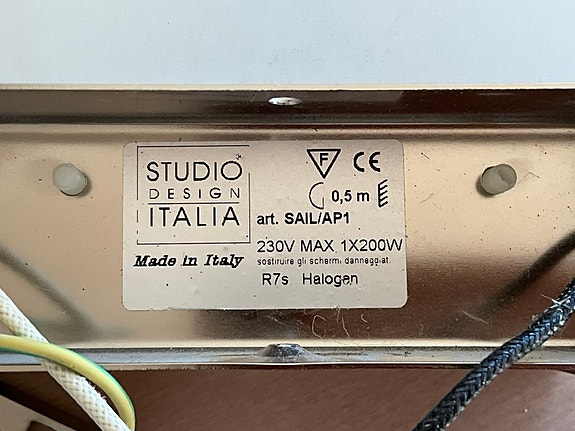 STUDIO
DESIGN
ITALIA
Made in Italy
F CE
0,5 m
art. SAIL/AP1
230V MAX 1X200W
sostituire gli schermi danneggiat.
R7s Halogen